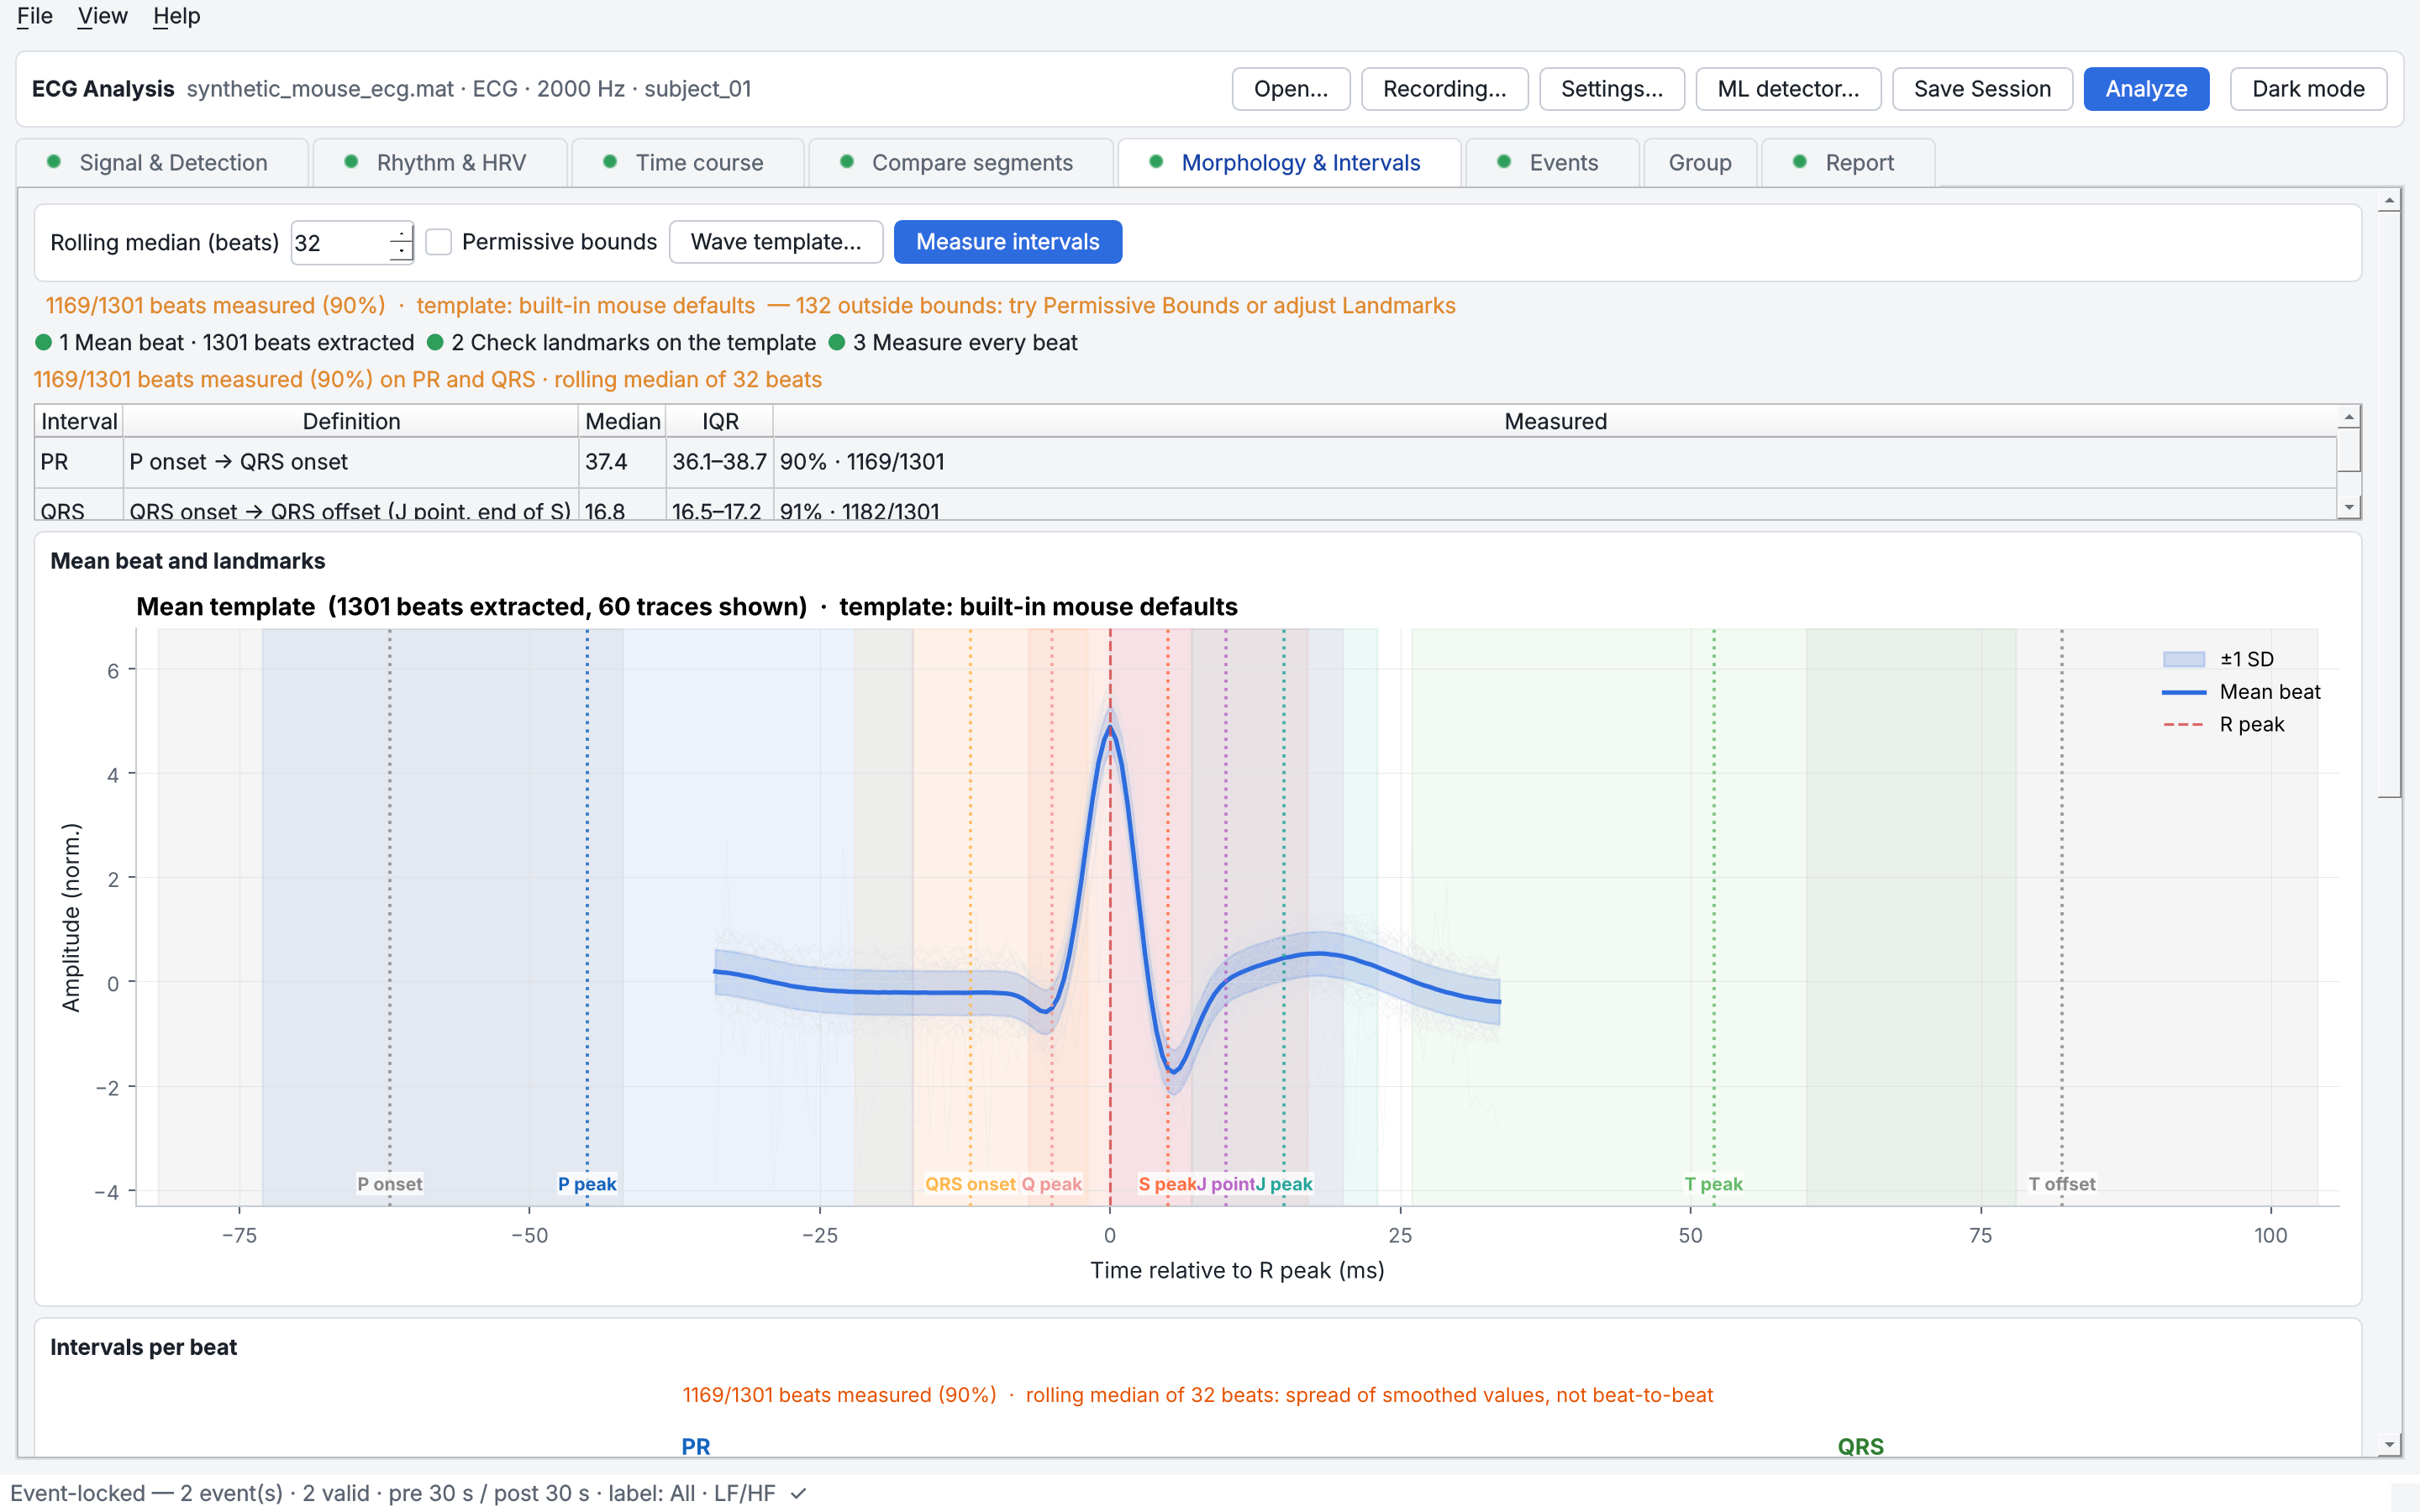 File View Help
ECG Analysis synthetic_mouse_ecg.mat · ECG · 2000 Hz · subject_01 Open... Recording... Settings... ML detector... Save Session Analyze Dark mode
Signal & Detection Rhythm & HRV Time course Compare segments Morphology & Intervals Events Group Report
Rolling median (beats) 32 Permissive bounds Wave template... Measure intervals
1169/1301 beats measured (90%) · template: built-in mouse defaults — 132 outside bounds: try Permissive Bounds or adjust Landmarks
1 Mean beat · 1301 beats extracted 2 Check landmarks on the template 3 Measure every beat
1169/1301 beats measured (90%) on PR and QRS · rolling median of 32 beats
Interval Definition Median IQR Measured
PR P onset → QRS onset 37.4 36.1–38.7 90% · 1169/1301
QRS QRS onset → QRS offset (J point, end of S) 16.8 16.5–17.2 91% · 1182/1301
Mean beat and landmarks
Mean template (1301 beats extracted, 60 traces shown) · template: built-in mouse defaults
±1 SD
Mean beat
R peak
6
4
2
0
−2
−4
Amplitude (norm.)
P onset P peak QRS onset Q peak S peak J point J peak T peak T offset
−75 −50 −25 0 25 50 75 100
Time relative to R peak (ms)
Intervals per beat
1169/1301 beats measured (90%) · rolling median of 32 beats: spread of smoothed values, not beat-to-beat
PR QRS
Event-locked — 2 event(s) · 2 valid · pre 30 s / post 30 s · label: All · LF/HF ✓